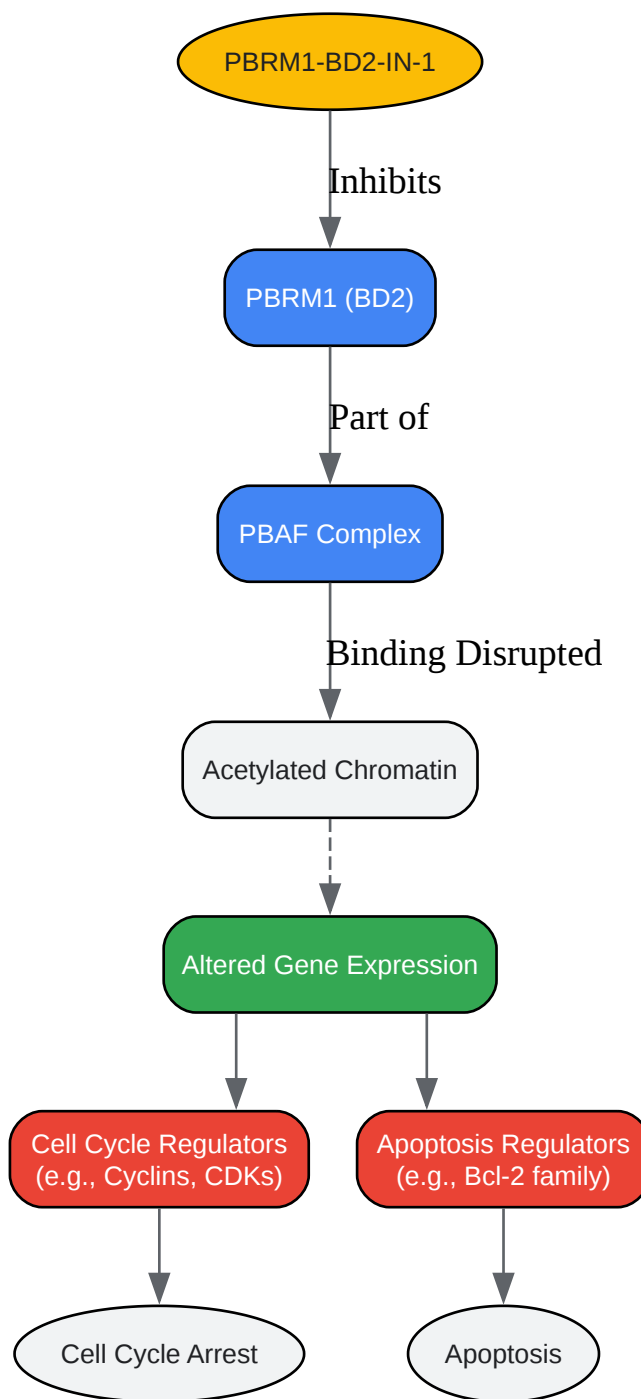 PBRM1-BD2-IN-1
Inhibits
PBRM1 (BD2)
Part of
PBAF Complex
Binding Disrupted
Acetylated Chromatin
Altered Gene Expression
Cell Cycle Regulators
(e.g., Cyclins, CDKs)
Apoptosis Regulators
(e.g., Bcl-2 family)
Cell Cycle Arrest
Apoptosis